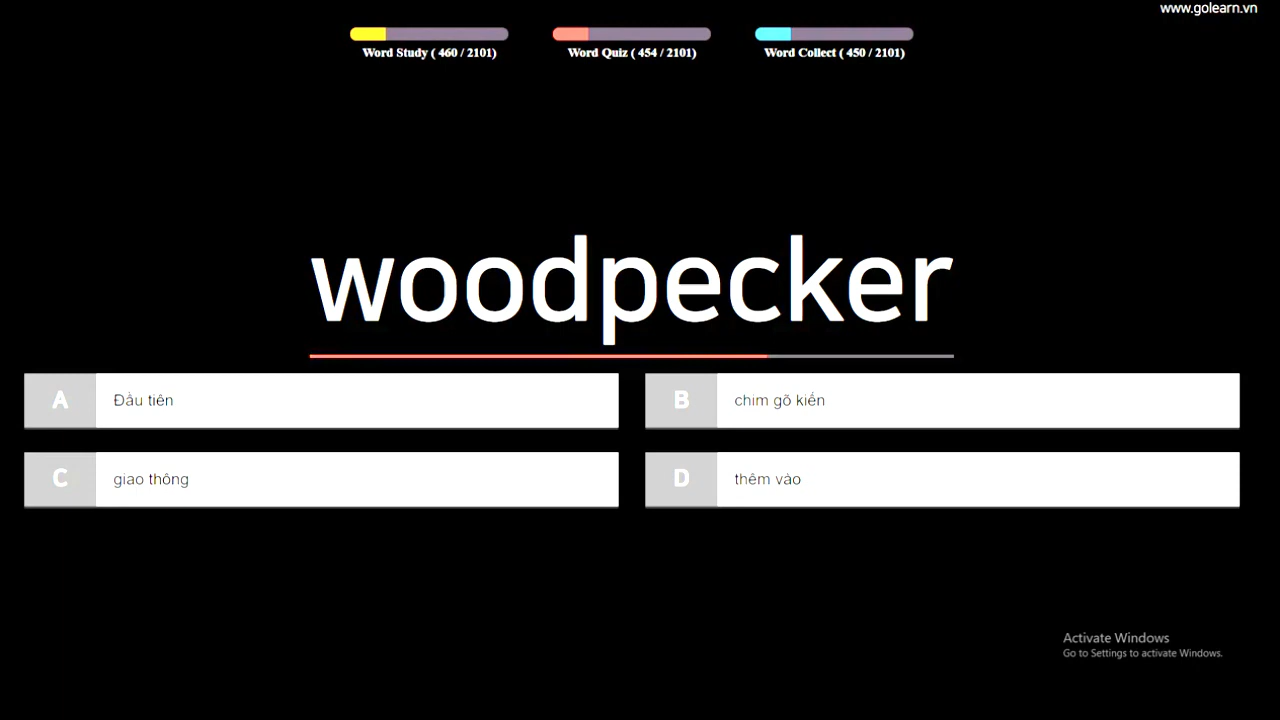 www.golearn.vn
Word Study ( 460 / 2101)
Word Quiz ( 454 / 2101)
Word Collect ( 450 / 2101)
woodpecker
A Đầu tiên
B chim gõ kiến
C giao thông
D thêm vào
Activate Windows
Go to Settings to activate Windows.